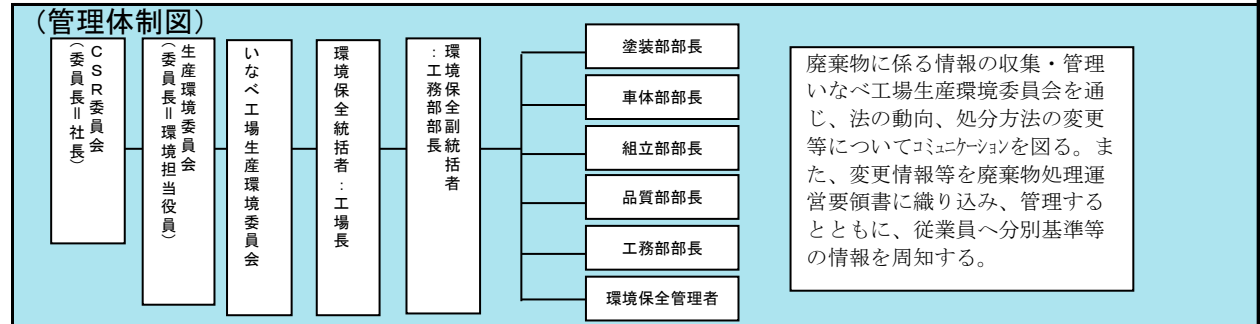 （管理体制図）
ＣＳＲ委員会
（委員長＝社長）
生産環境委員会
（委員長＝環境担当役員）
いなべ工場生産環境委員会
環境保全統括者：工場長
環境保全副統括者
：工務部部長
塗装部部長
車体部部長
組立部部長
品質部部長
工務部部長
環境保全管理者
廃棄物に係る情報の収集・管理
いなべ工場生産環境委員会を通
じ、法の動向、処分方法の変更
等についてｺﾐｭﾆｹｰｼｮﾝを図る。ま
た、変更情報等を廃棄物処理運
営要領書に織り込み、管理する
とともに、従業員へ分別基準等
の情報を周知する。